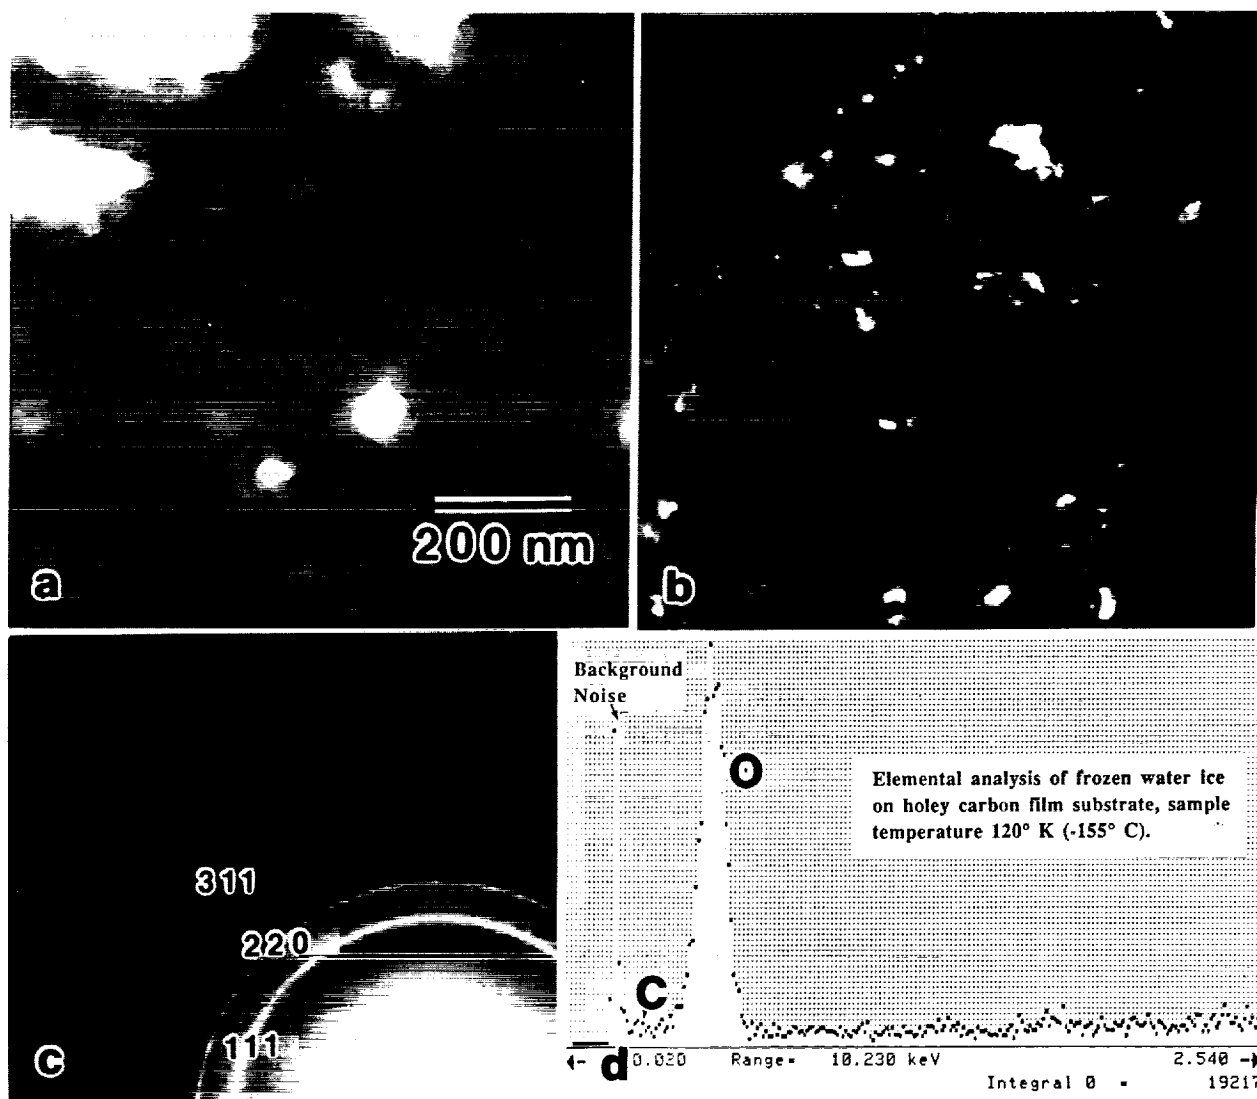 200 nm
a
b
311
220
111
c
Background
Noise
O
Elemental analysis of frozen water ice
on holey carbon film substrate, sample
temperature 120° K (-155° C).
C
d
←- 0.020 Range= 10.230 keV 2.540 -→
Integral 0 = 19217